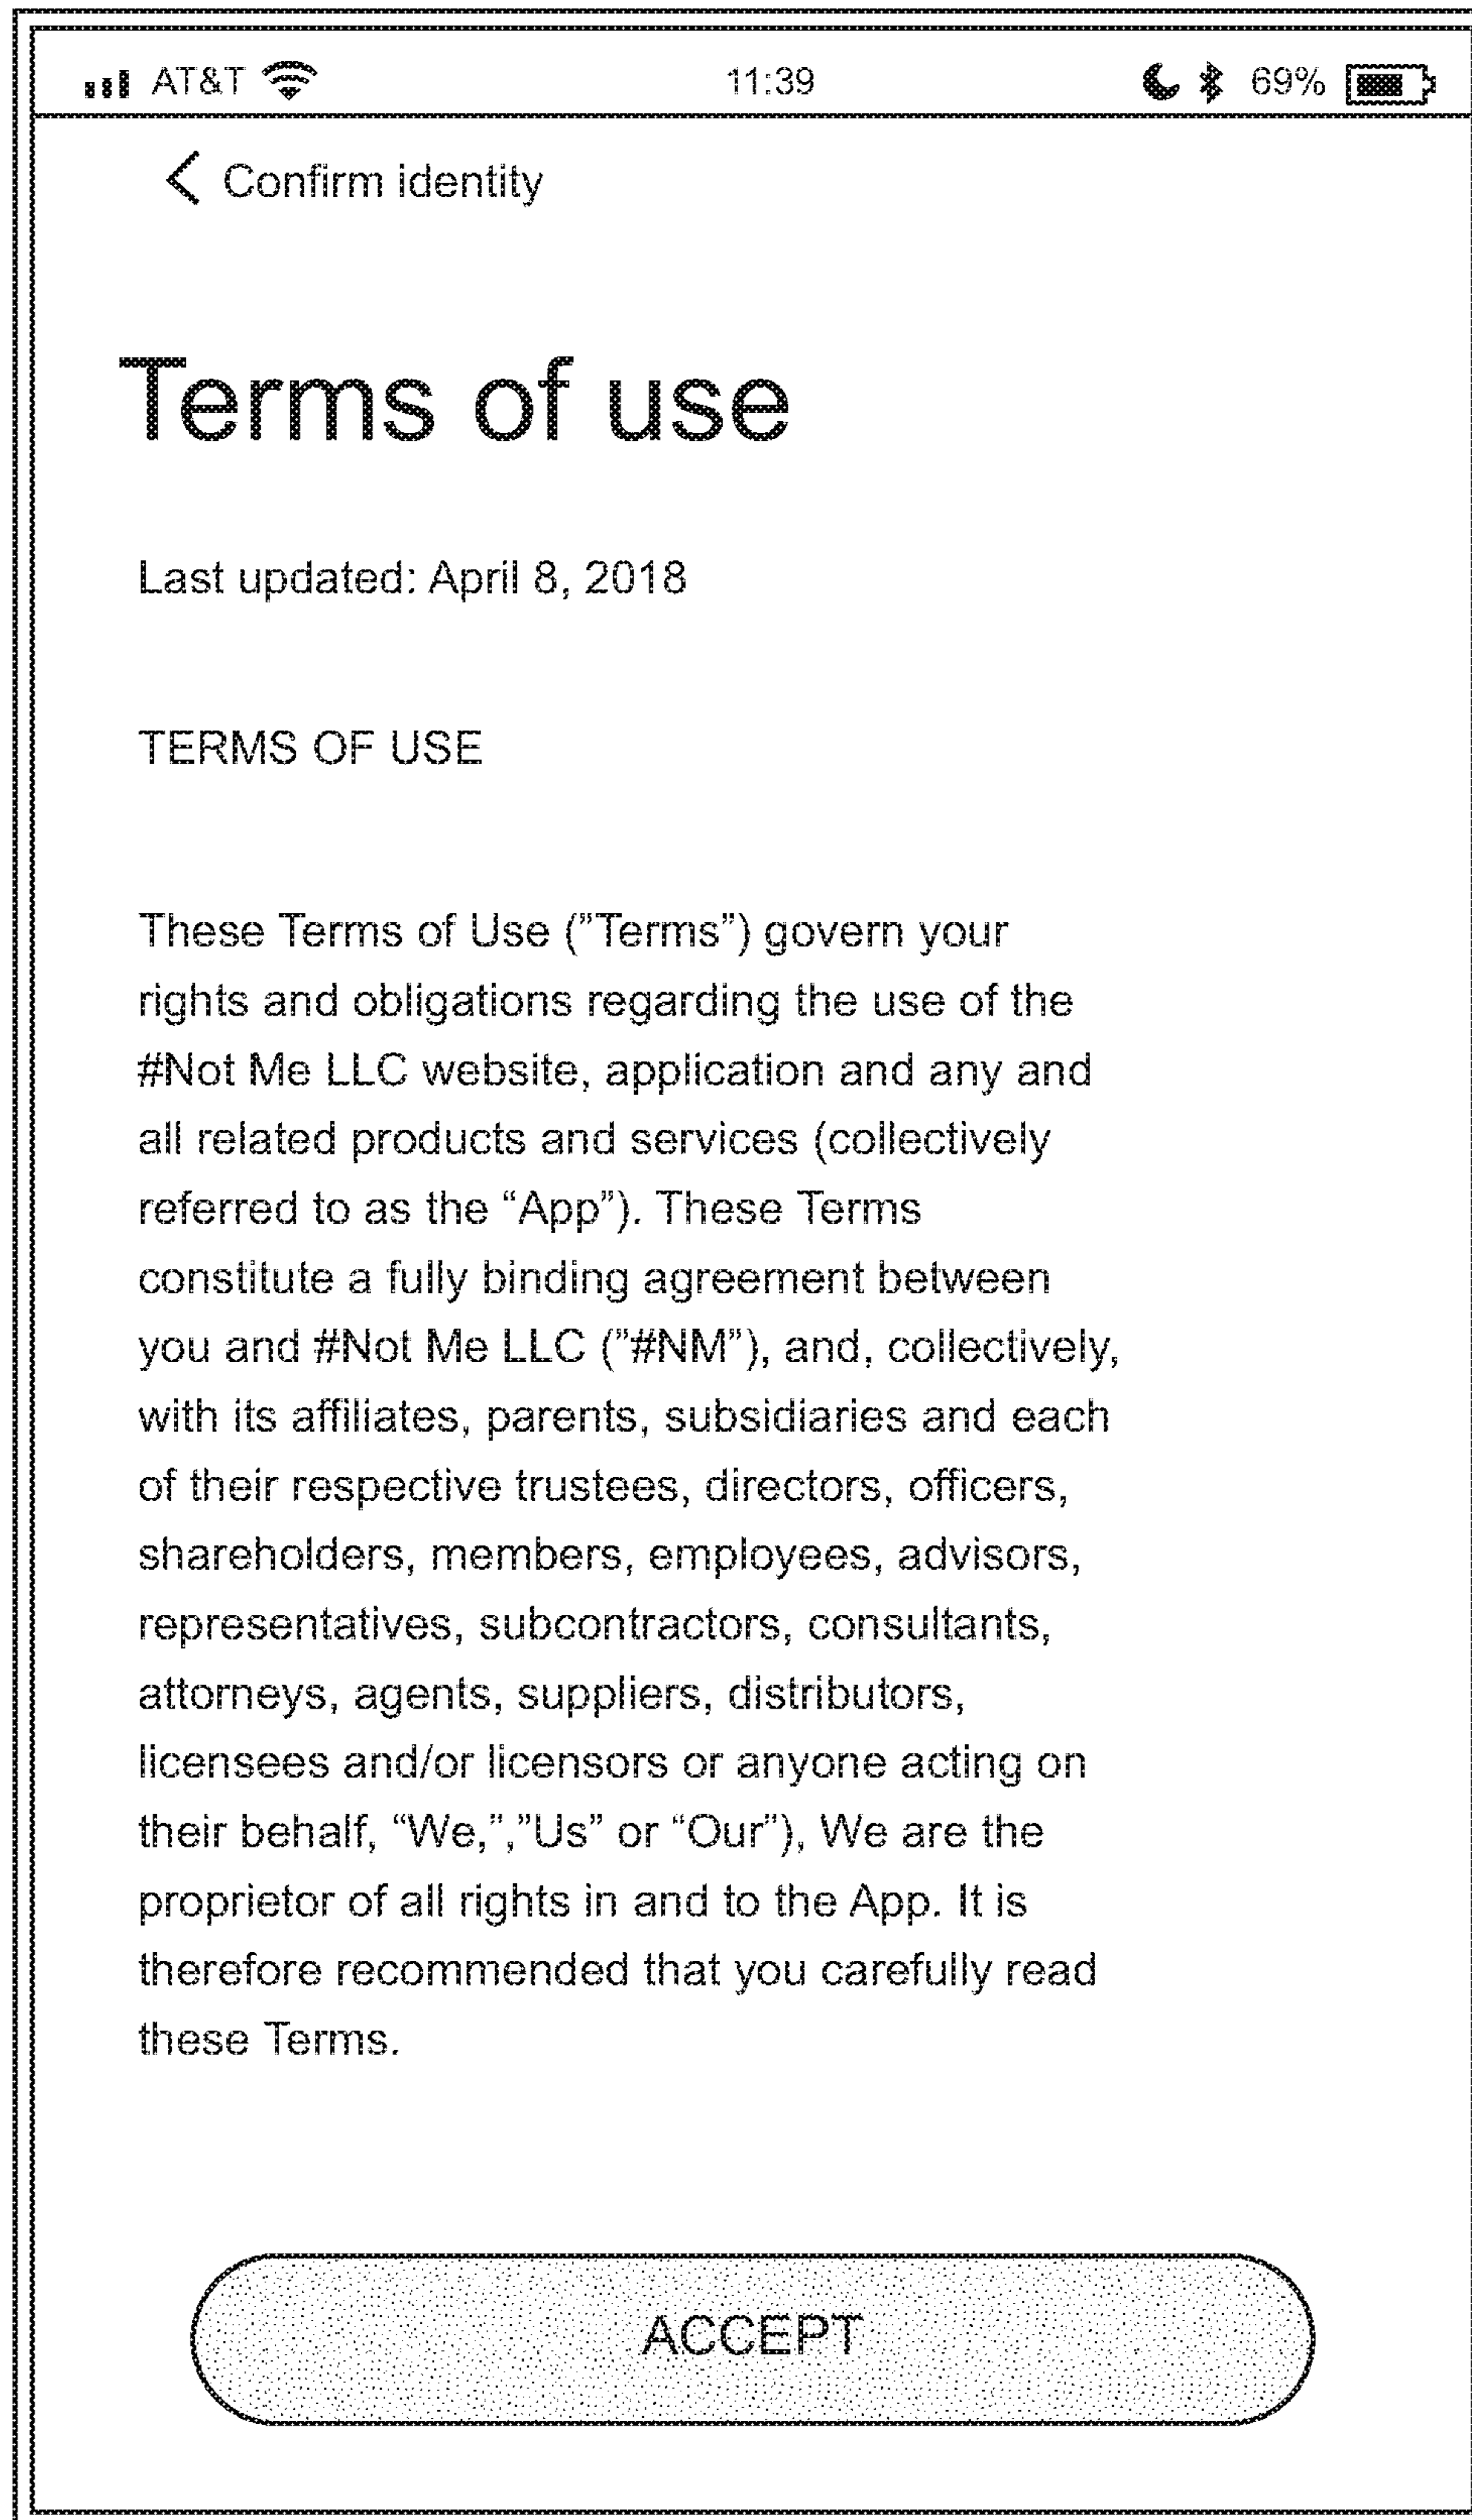 AT&T 11:39 69%
Confirm identity
Terms of use
Last updated: April 8, 2018
TERMS OF USE
These Terms of Use (”Terms”) govern your
rights and obligations regarding the use of the
#Not Me LLC website, application and any and
all related products and services (collectively
referred to as the “App”). These Terms
constitute a fully binding agreement between
you and #Not Me LLC (”#NM”), and, collectively,
with its affiliates, parents, subsidiaries and each
of their respective trustees, directors, officers,
shareholders, members, employees, advisors,
representatives, subcontractors, consultants,
attorneys, agents, suppliers, distributors,
licensees and/or licensors or anyone acting on
their behalf, “We,”,”Us” or “Our”), We are the
proprietor of all rights in and to the App. It is
therefore recommended that you carefully read
these Terms.
ACCEPT